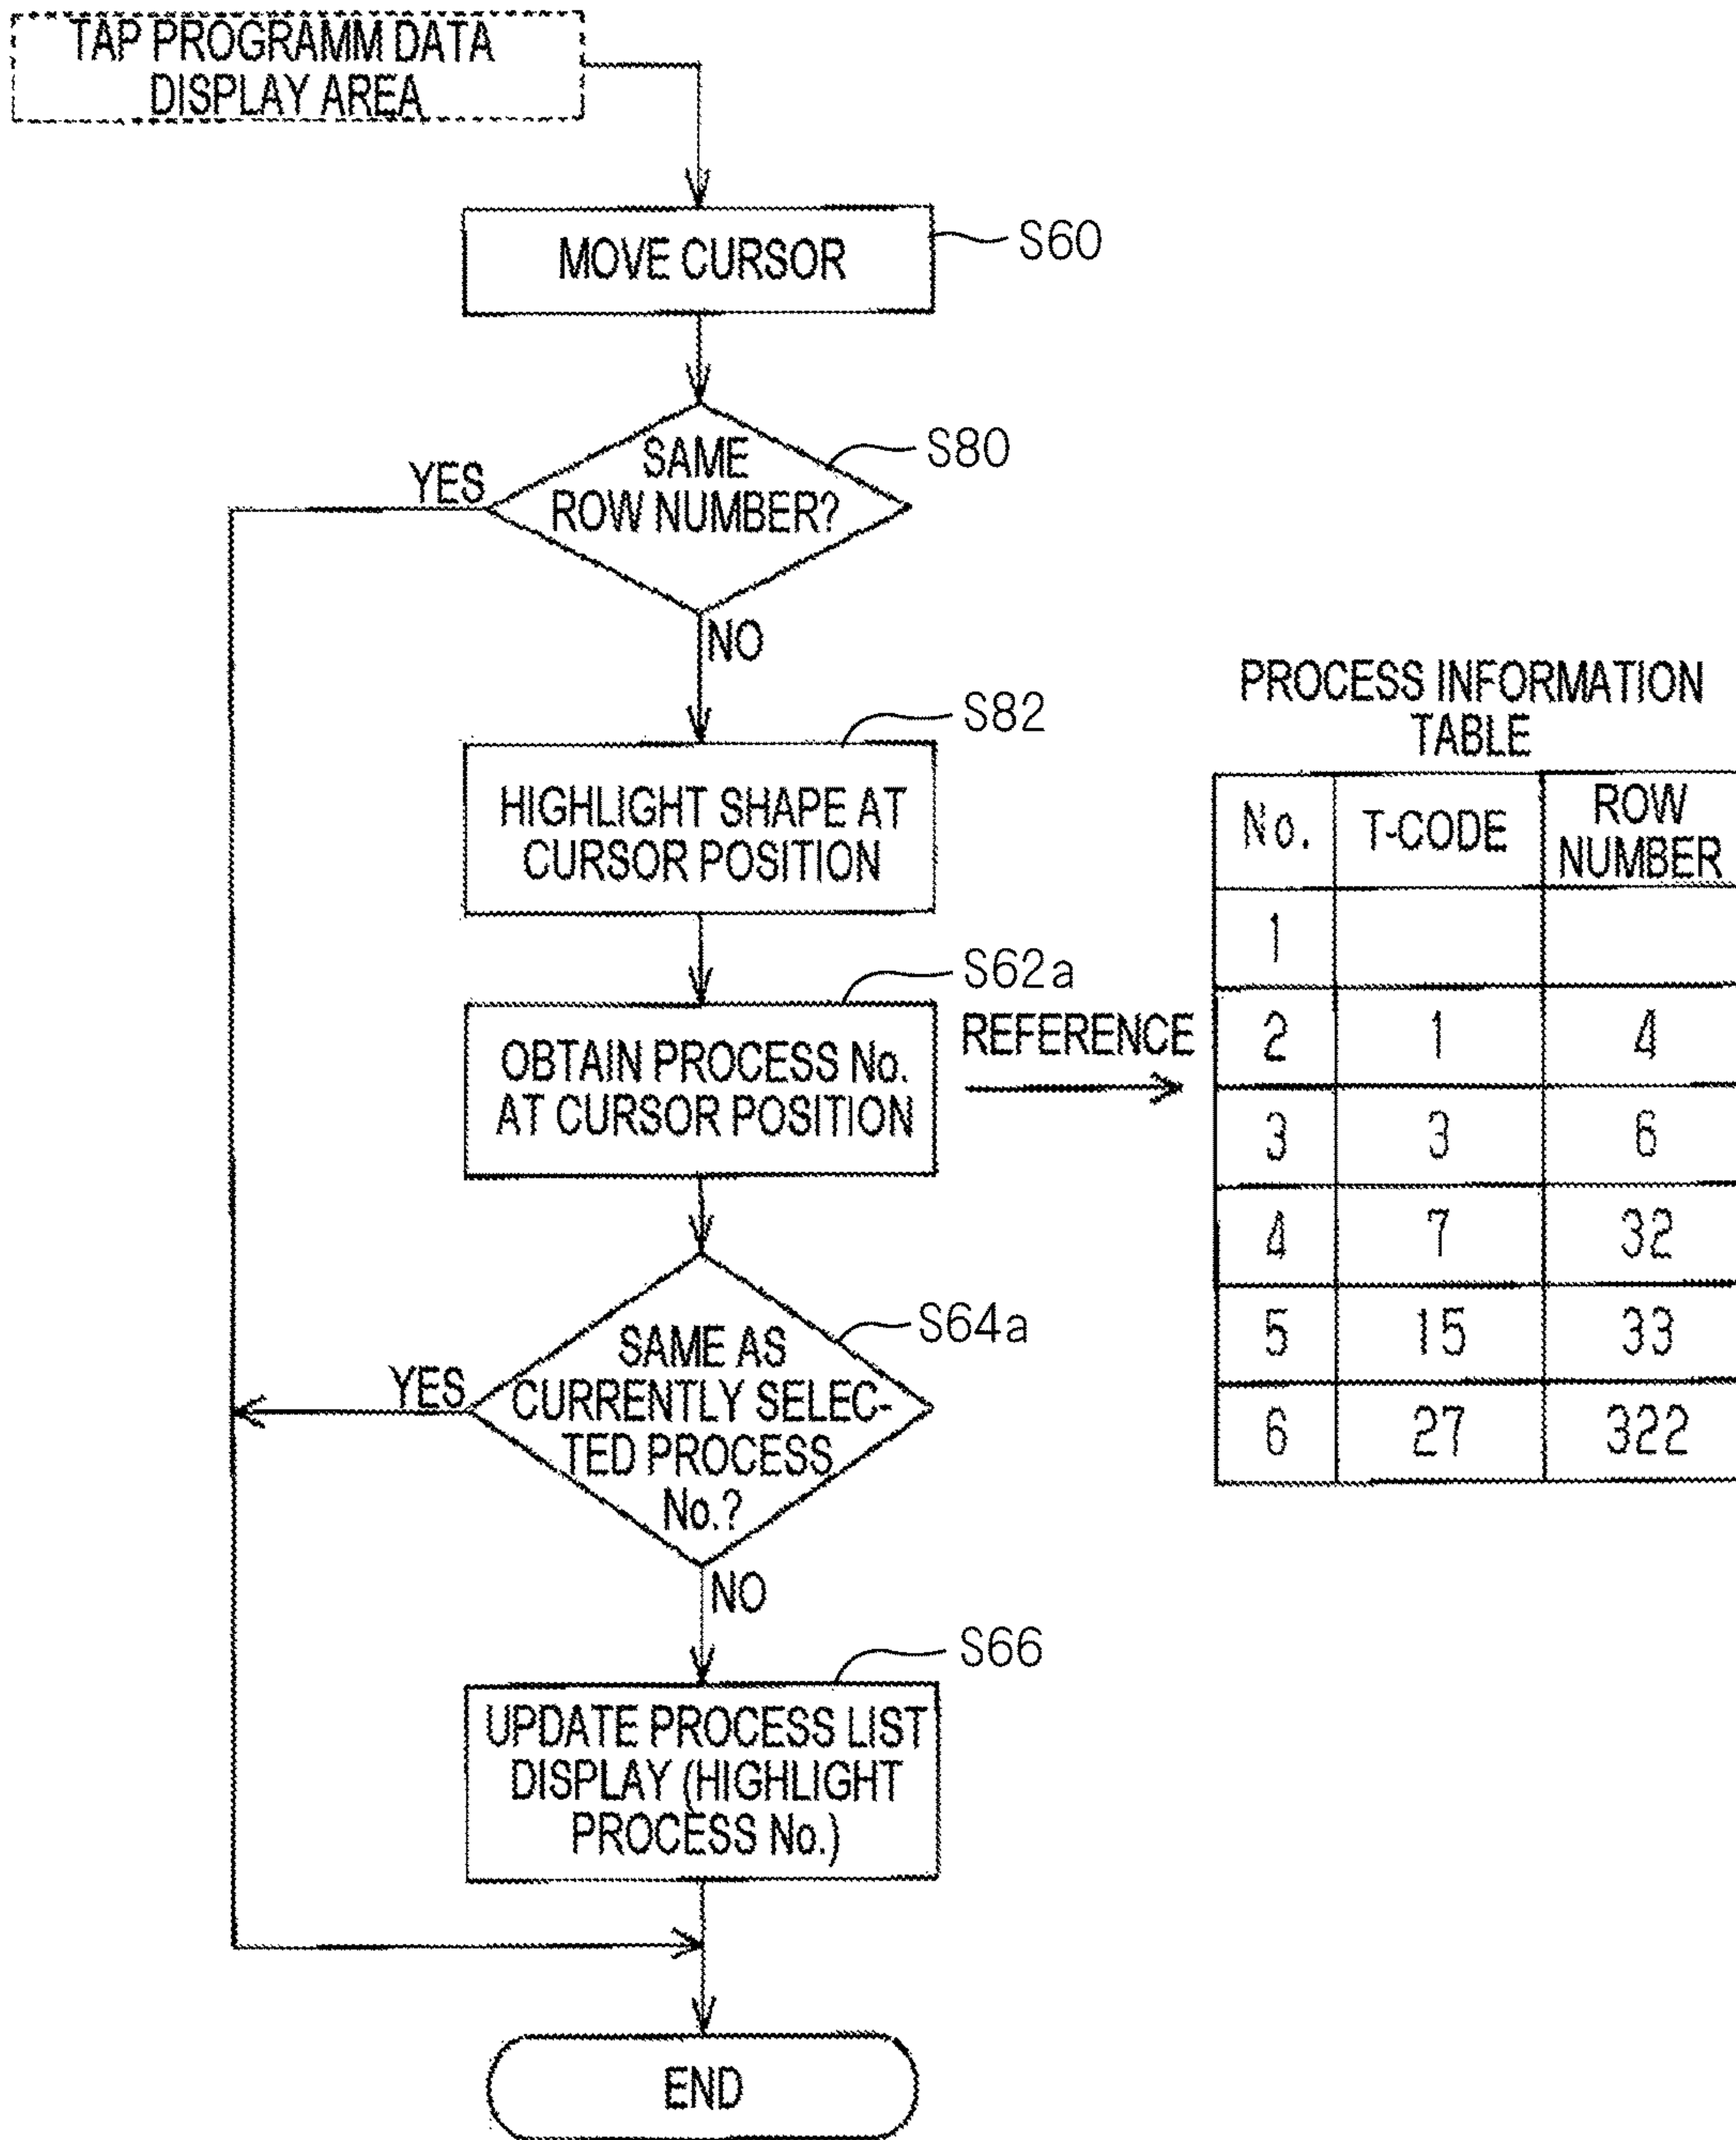 TAP PROGRAMM DATA
DISPLAY AREA
MOVE CURSOR
S60
SAME
ROW NUMBER?
S80
YES
NO
HIGHLIGHT SHAPE AT
CURSOR POSITION
S82
OBTAIN PROCESS No.
AT CURSOR POSITION
S62a
REFERENCE
SAME AS
CURRENTLY SELEC-
TED PROCESS
No.?
S64a
YES
NO
UPDATE PROCESS LIST
DISPLAY (HIGHLIGHT
PROCESS No.)
S66
END
PROCESS INFORMATION
TABLE
No. T-CODE ROW
NUMBER
1
2 1 4
3 3 6
4 7 32
5 15 33
6 27 322